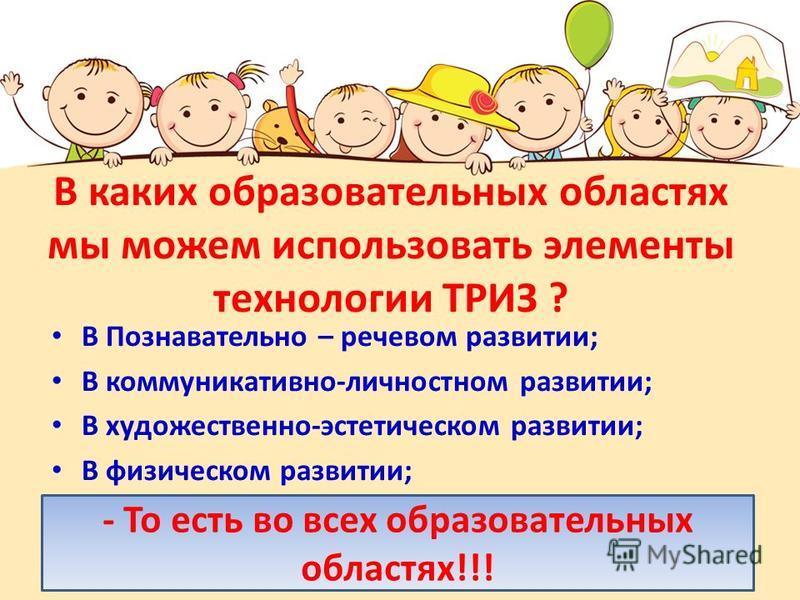 В каких образовательных областях
мы можем использовать элементы
технологии ТРИЗ ?
• В Познавательно – речевом развитии;
• В коммуникативно-личностном развитии;
• В художественно-эстетическом развитии;
• В физическом развитии;
- То есть во всех образовательных
областях!!!
MyShared